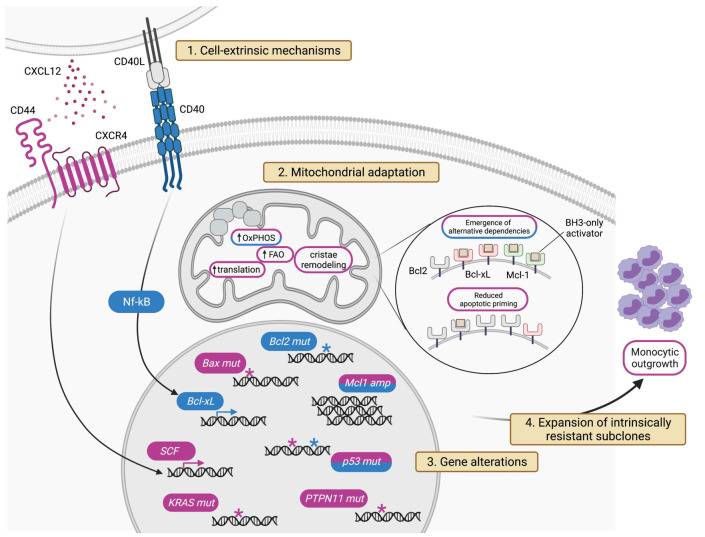 1. Cell-extrinsic mechanisms
CD40L
CXCL12
CD44
CD40
CXCR4
2. Mitochondrial adaptation
OxPHOS
FAO
translation
cristae
remodeling
Emergence of
alternative dependencies
BH3-only
activator
Bcl2
Bcl-xL
Mcl-1
Reduced
apoptotic priming
Nf-kB
Bcl2 mut
Bax mut
Mcl1 amp
Bcl-xL
SCF
p53 mut
KRAS mut
PTPN11 mut
3. Gene alterations
Monocytic
outgrowth
4. Expansion of intrinsically
resistant subclones